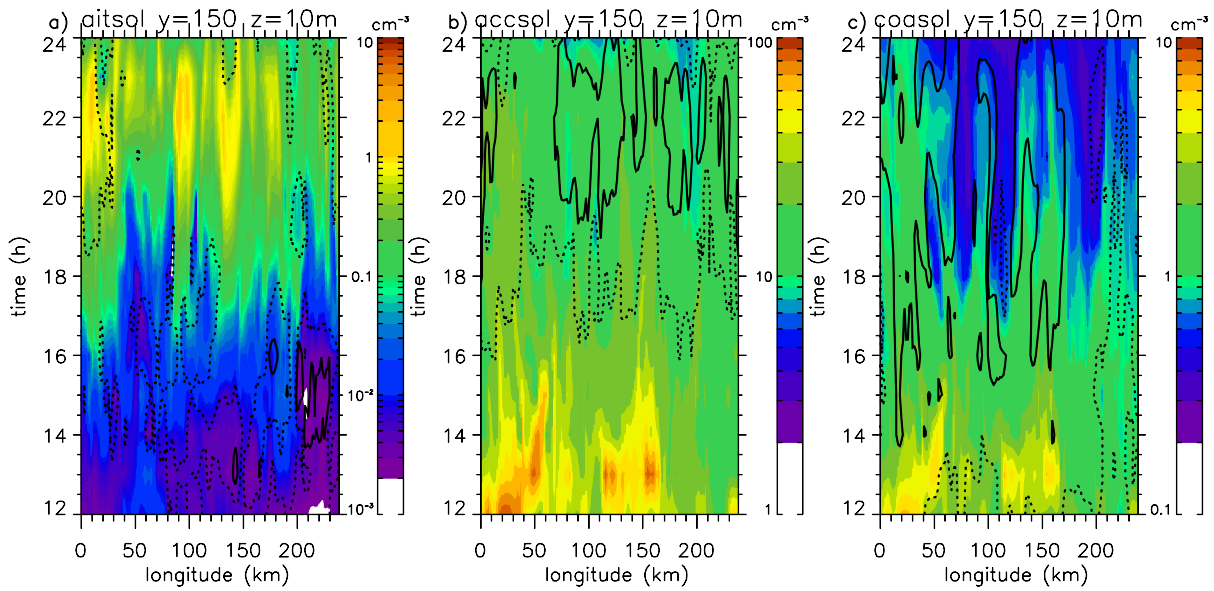 a) aitsol y=150 z=10m cm⁻³
b) accsol y=150 z=10m cm⁻³
c) coasol y=150 z=10m cm⁻³
24
22
20
18
16
14
12
time (h)
0 50 100 150 200
longitude (km)
10
1
0.1
10⁻²
10⁻³
24
22
20
18
16
14
12
time (h)
0 50 100 150 200
longitude (km)
100
10
1
24
22
20
18
16
14
12
time (h)
0 50 100 150 200
longitude (km)
10
1
0.1